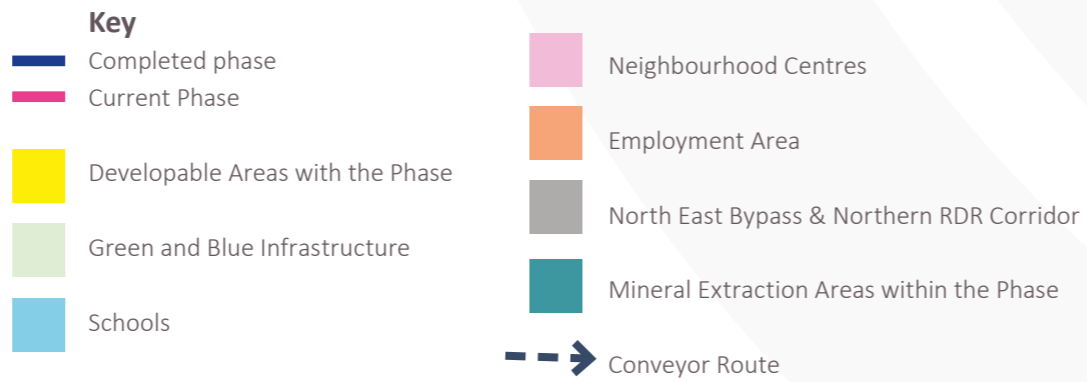 Key
Completed phase
Current Phase
Developable Areas with the Phase
Green and Blue Infrastructure
Schools
Neighbourhood Centres
Employment Area
North East Bypass & Northern RDR Corridor
Mineral Extraction Areas within the Phase
Conveyor Route